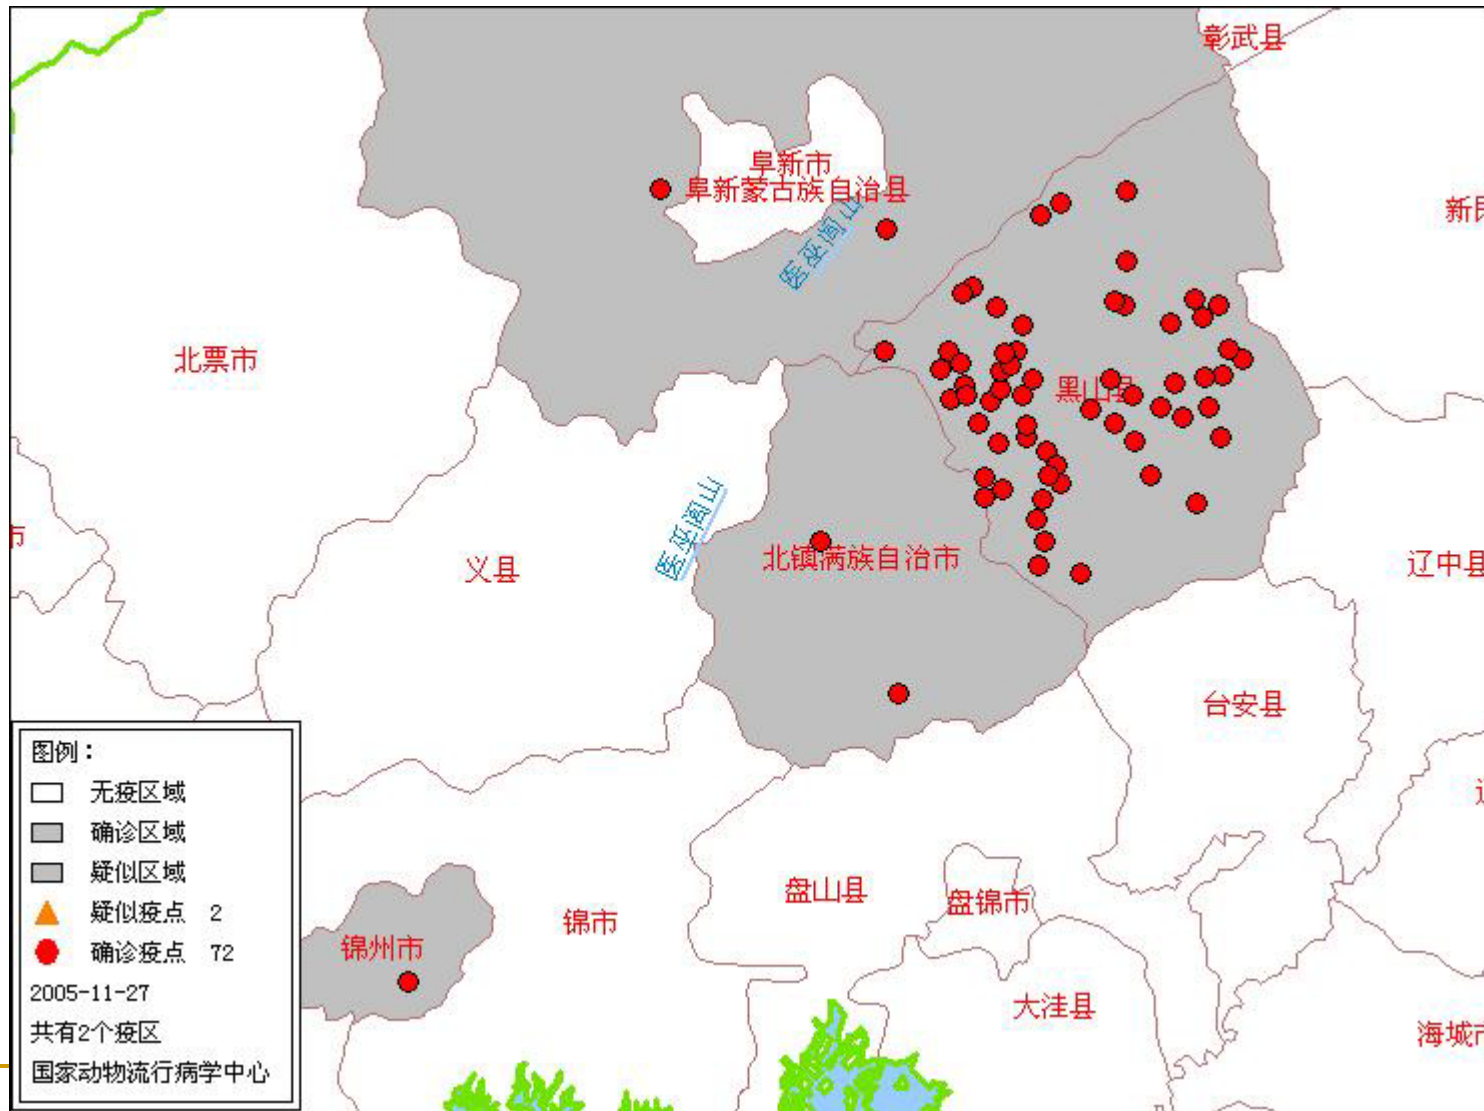 彰武县
阜新市
阜新蒙古族自治县
医巫闾山
新民
北票市
黑山县
医巫闾山
市
义县
北镇满族自治市
辽中县
台安县
盘山县
盘锦市
锦市
锦州市
大洼县
海城市
图例：
无疫区域
确诊区域
疑似区域
疑似疫点 2
确诊疫点 72
2005-11-27
共有2个疫区
国家动物流行病学中心